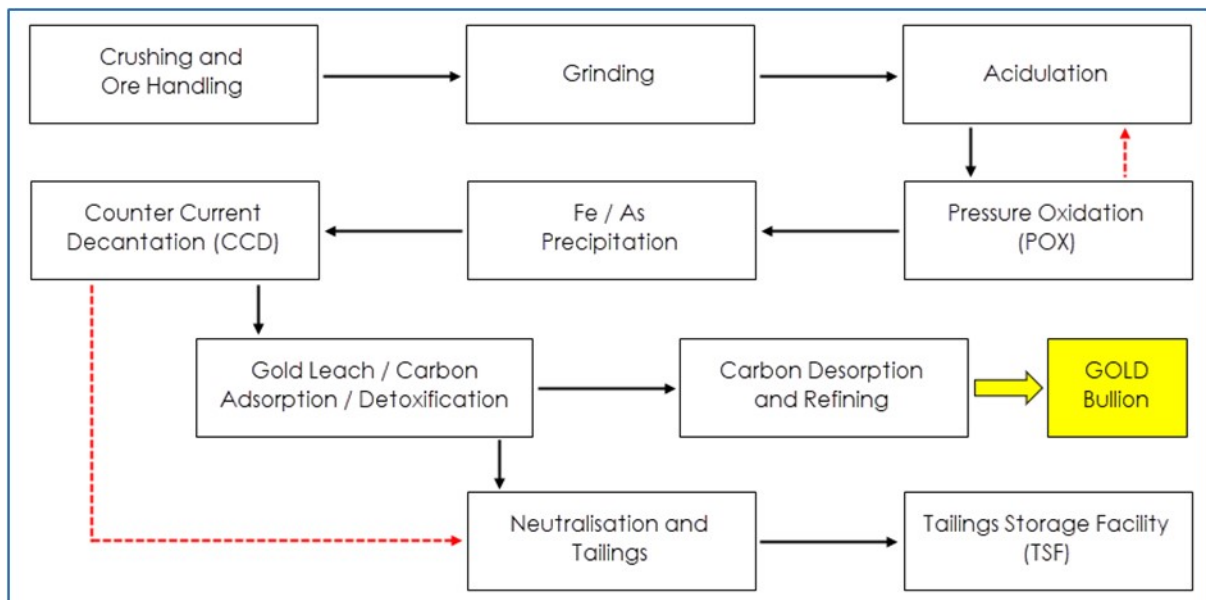 Crushing and
Ore Handling
Grinding
Acidulation
Counter Current
Decantation (CCD)
Fe / As
Precipitation
Pressure Oxidation
(POX)
Gold Leach / Carbon
Adsorption / Detoxification
Carbon Desorption
and Refining
GOLD
Bullion
Neutralisation and
Tailings
Tailings Storage Facility
(TSF)